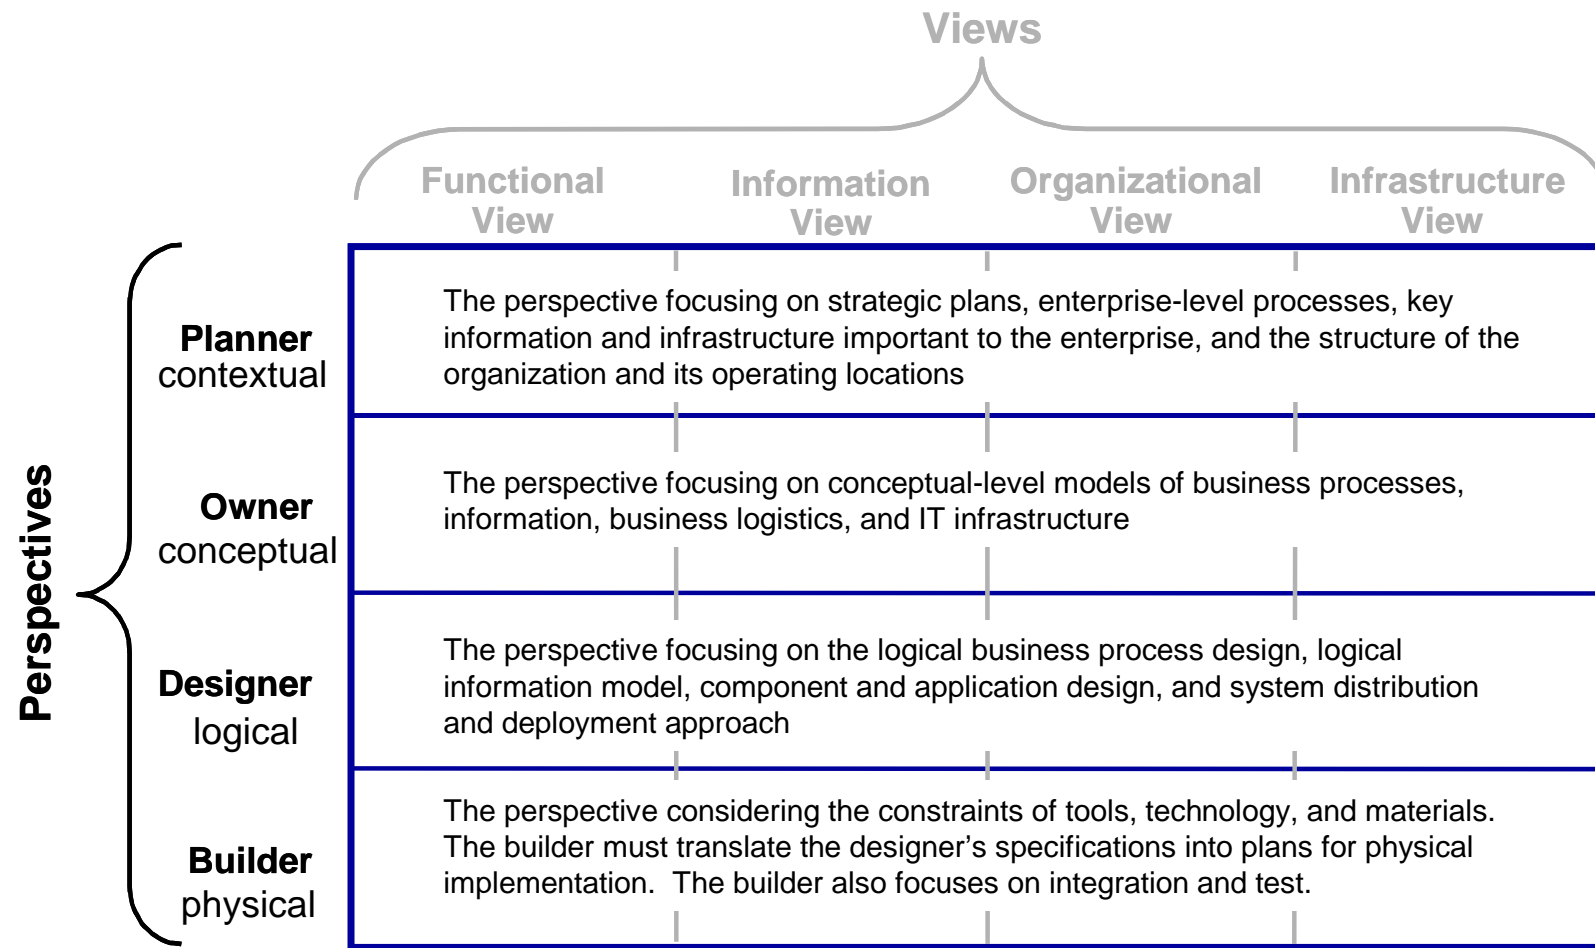 Views
Functional
View
Information
View
Organizational
View
Infrastructure
View
Perspectives
Planner
contextual
The perspective focusing on strategic plans, enterprise-level processes, key
information and infrastructure important to the enterprise, and the structure of the
organization and its operating locations
Owner
conceptual
The perspective focusing on conceptual-level models of business processes,
information, business logistics, and IT infrastructure
Designer
logical
The perspective focusing on the logical business process design, logical
information model, component and application design, and system distribution
and deployment approach
Builder
physical
The perspective considering the constraints of tools, technology, and materials.
The builder must translate the designer’s specifications into plans for physical
implementation.  The builder also focuses on integration and test.